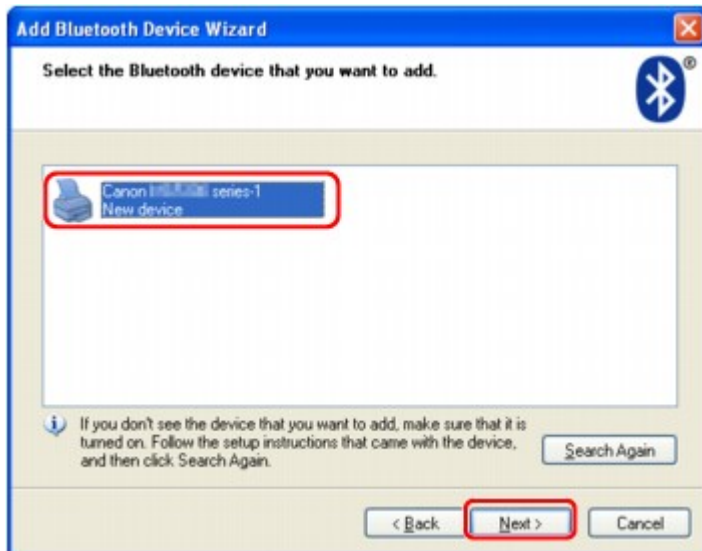 Add Bluetooth Device Wizard
Select the Bluetooth device that you want to add.
®
Canon series-1
New device
If you don't see the device that you want to add, make sure that it is
turned on. Follow the setup instructions that came with the device,
and then click Search Again.
Search Again
< Back
Next >
Cancel